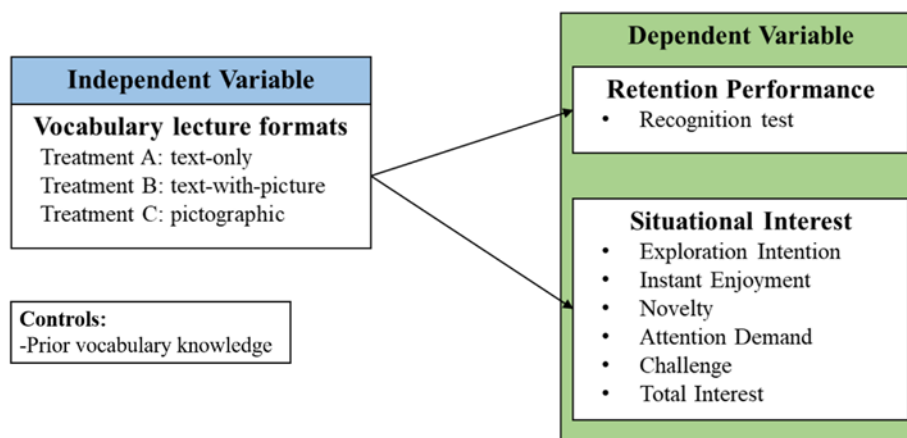 Independent Variable
Vocabulary lecture formats
Treatment A: text-only
Treatment B: text-with-picture
Treatment C: pictographic
Controls:
-Prior vocabulary knowledge
Dependent Variable
Retention Performance
• Recognition test
Situational Interest
• Exploration Intention
• Instant Enjoyment
• Novelty
• Attention Demand
• Challenge
• Total Interest